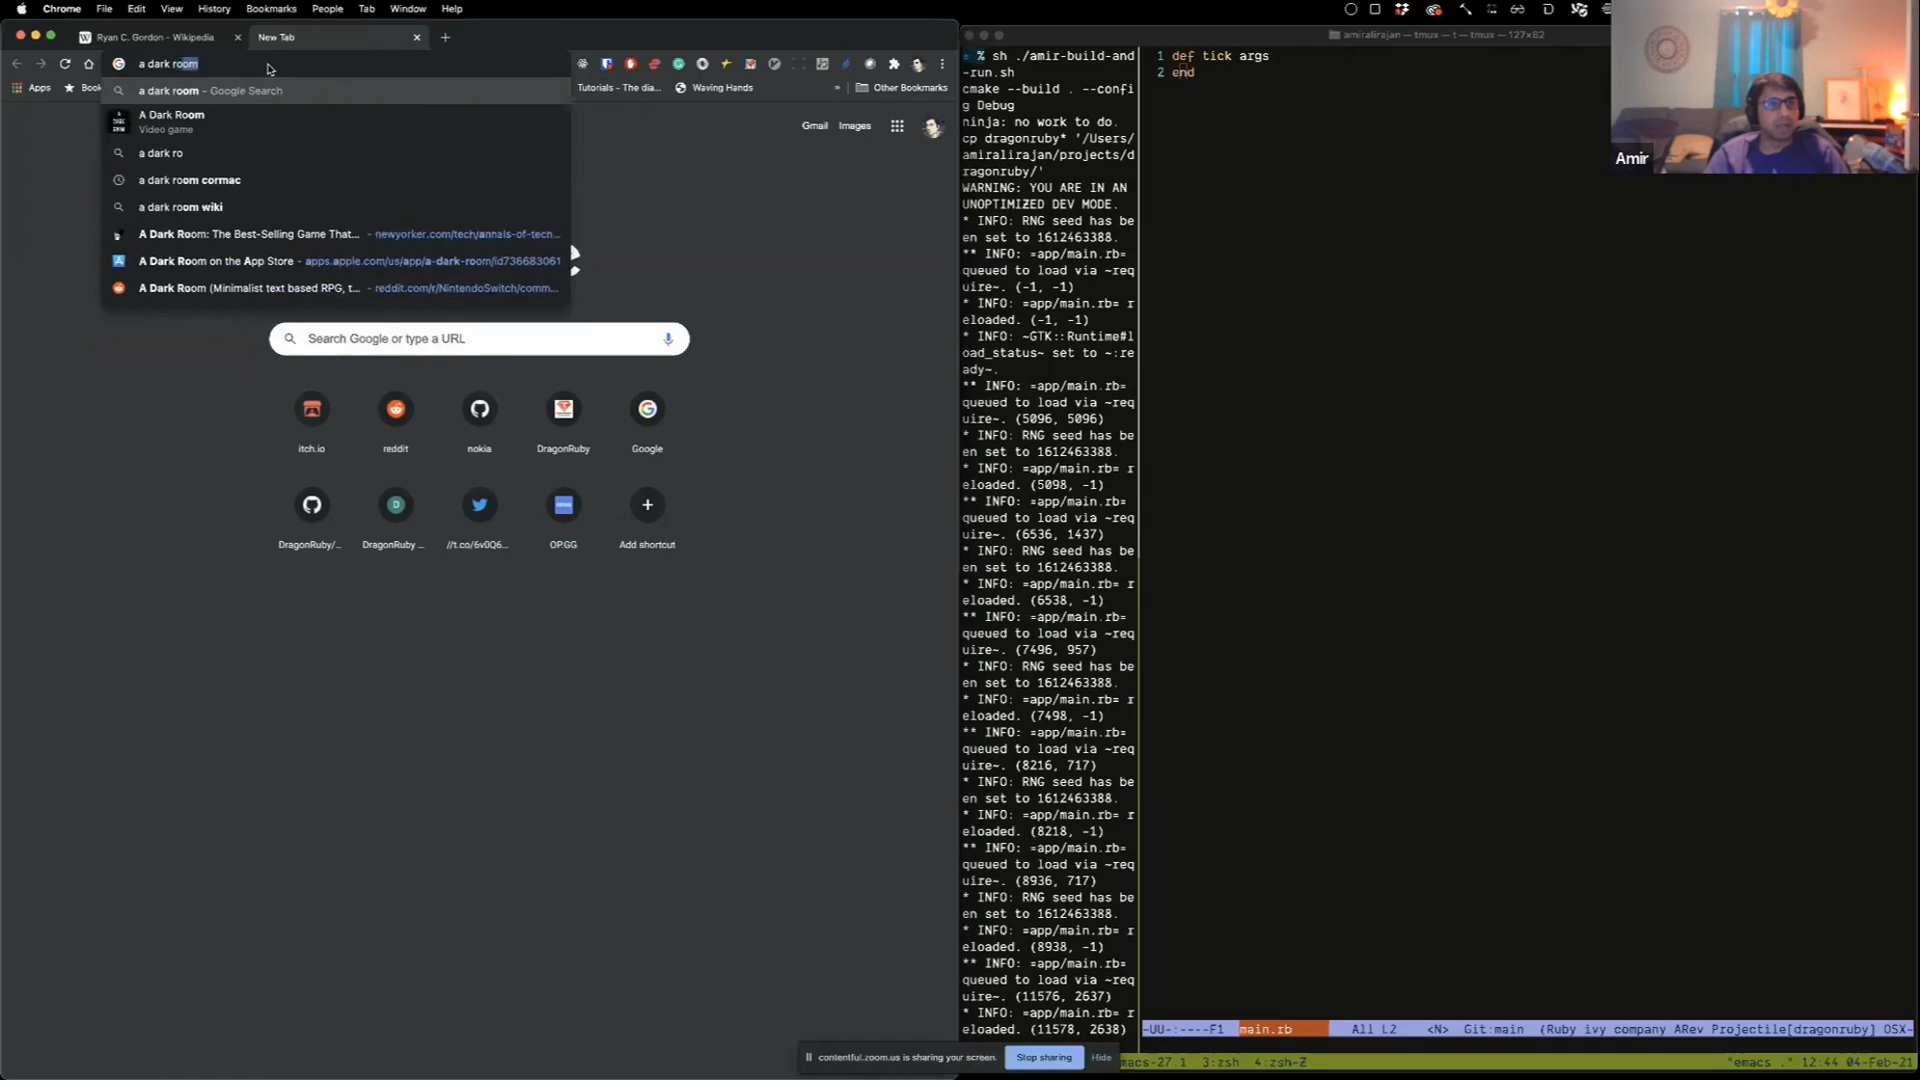 Chrome File Edit View History Bookmarks People Tab Window Help
Ryan C. Gordon - Wikipedia
New Tab
a dark room
Apps
Tutorials - The dia...
Waving Hands
Other Bookmarks
a dark room – Google Search
A Dark Room
Video game
a dark ro
a dark room cormac
a dark room wiki
A Dark Room: The Best-Selling Game That... - newyorker.com/tech/annals-of-tech...
A Dark Room on the App Store - apps.apple.com/us/app/a-dark-room/id736683061
A Dark Room (Minimalist text based RPG, t... - reddit.com/r/NintendoSwitch/comm...
Gmail Images
Search Google or type a URL
itch.io reddit nokia DragonRuby Google
DragonRuby/... DragonRuby ... //t.co/6v0Q6... OP.GG Add shortcut
contentful.zoom.us is sharing your screen. Stop sharing Hide
amiralirajan — tmux — t — tmux — 127×82
% sh ./amir-build-and
-run.sh
cmake --build . --confi
g Debug
ninja: no work to do.
cp dragonruby* '/Users/
amiralirajan/projects/d
ragonruby/'
WARNING: YOU ARE IN AN
UNOPTIMIZED DEV MODE.
* INFO: RNG seed has be
en set to 1612463388.
** INFO: =app/main.rb=
queued to load via ~req
uire~. (-1, -1)
* INFO: =app/main.rb= r
eloaded. (-1, -1)
* INFO: ~GTK::Runtime#l
oad_status~ set to ~:re
ady~.
** INFO: =app/main.rb=
queued to load via ~req
uire~. (5096, 5096)
* INFO: RNG seed has be
en set to 1612463388.
* INFO: =app/main.rb= r
eloaded. (5098, -1)
** INFO: =app/main.rb=
queued to load via ~req
uire~. (6536, 1437)
* INFO: RNG seed has be
en set to 1612463388.
* INFO: =app/main.rb= r
eloaded. (6538, -1)
** INFO: =app/main.rb=
queued to load via ~req
uire~. (7496, 957)
* INFO: RNG seed has be
en set to 1612463388.
* INFO: =app/main.rb= r
eloaded. (7498, -1)
** INFO: =app/main.rb=
queued to load via ~req
uire~. (8216, 717)
* INFO: RNG seed has be
en set to 1612463388.
* INFO: =app/main.rb= r
eloaded. (8218, -1)
** INFO: =app/main.rb=
queued to load via ~req
uire~. (8936, 717)
* INFO: RNG seed has be
en set to 1612463388.
* INFO: =app/main.rb= r
eloaded. (8938, -1)
** INFO: =app/main.rb=
queued to load via ~req
uire~. (11576, 2637)
* INFO: =app/main.rb= r
eloaded. (11578, 2638)
1 def tick args
2 end
Amir
-UU-:----F1 main.rb All L2 <N> Git:main (Ruby ivy company ARev Projectile[dragonruby] OSX-
macs-27.1 3:zsh 4:zsh-Z "emacs ." 12:44 04-Feb-21